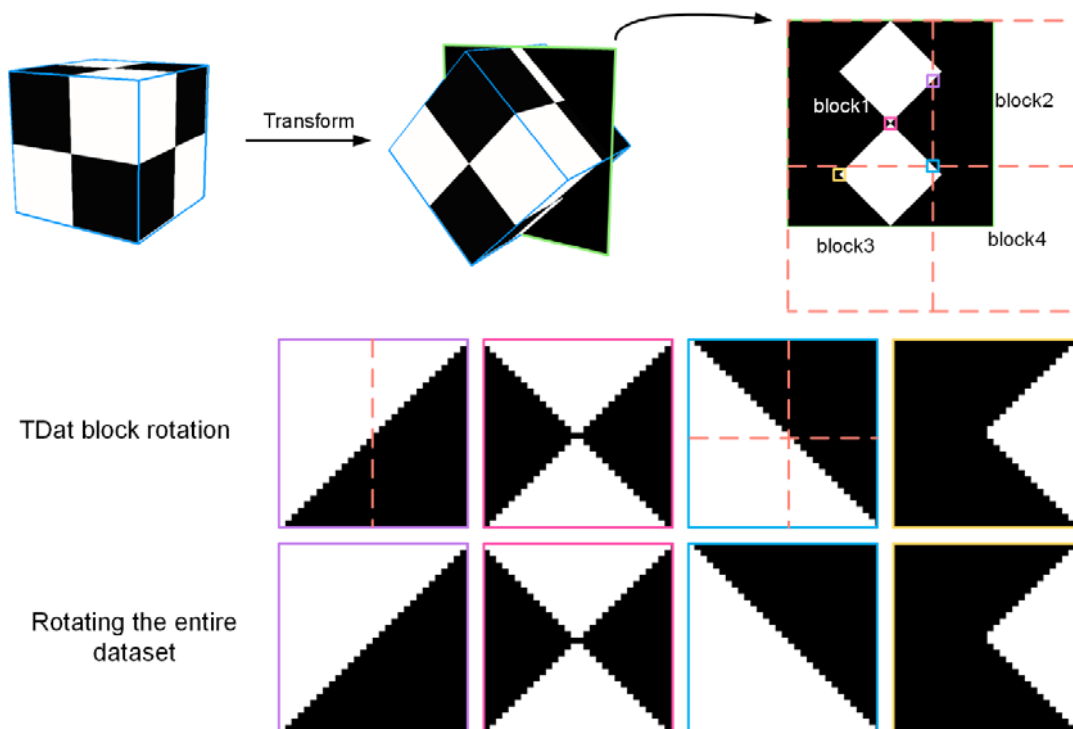 Transform
block1
block2
block3
block4
TDat block rotation
Rotating the entire
dataset